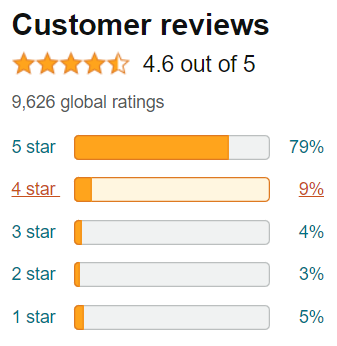 Customer reviews
4.6 out of 5
9,626 global ratings
5 star 79%
4 star 9%
3 star 4%
2 star 3%
1 star 5%